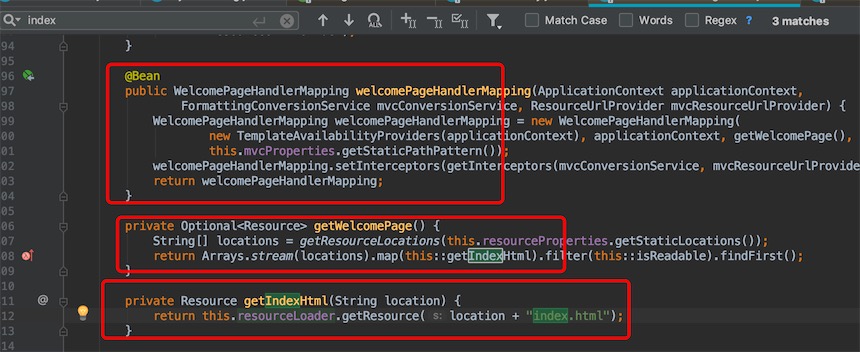 index
Match Case
Words
Regex
?
3 matches
94 }
95
96 @Bean
97 public WelcomePageHandlerMapping welcomePageHandlerMapping(ApplicationContext applicationContext,
98 FormattingConversionService mvcConversionService, ResourceUrlProvider mvcResourceUrlProvider) {
99 WelcomePageHandlerMapping welcomePageHandlerMapping = new WelcomePageHandlerMapping(
00 new TemplateAvailabilityProviders(applicationContext), applicationContext, getWelcomePage(),
01 this.mvcProperties.getStaticPathPattern());
02 welcomePageHandlerMapping.setInterceptors(getInterceptors(mvcConversionService, mvcResourceUrlProvide
03 return welcomePageHandlerMapping;
04 }
05
06 private Optional<Resource> getWelcomePage() {
07 String[] locations = getResourceLocations(this.resourceProperties.getStaticLocations());
08 return Arrays.stream(locations).map(this::getIndexHtml).filter(this::isReadable).findFirst();
09 }
10
11 @ private Resource getIndexHtml(String location) {
12 return this.resourceLoader.getResource( s: location + "index.html");
13 }
14